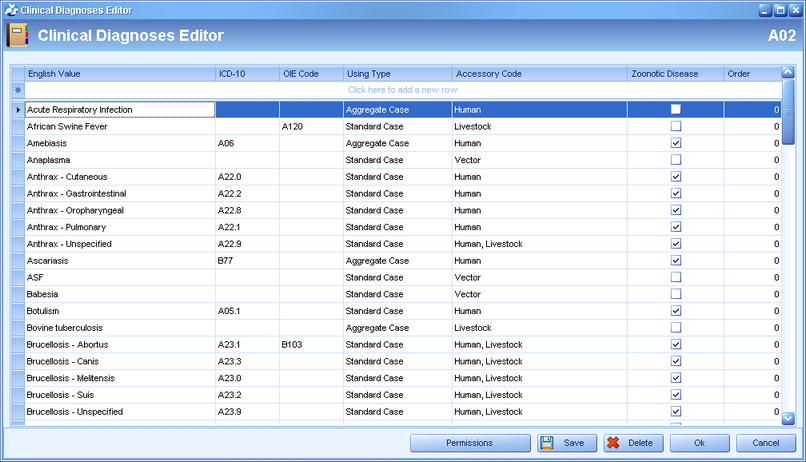 Clinical Diagnoses Editor
Clinical Diagnoses Editor A02
English Value ICD-10 OIE Code Using Type Accessory Code Zoonotic Disease Order
Click here to add a new row
Acute Respiratory Infection Aggregate Case Human 0
African Swine Fever A120 Standard Case Livestock 0
Amebiasis A06 Aggregate Case Human 0
Anaplasma Standard Case Vector 0
Anthrax - Cutaneous A22.0 Standard Case Human 0
Anthrax - Gastrointestinal A22.2 Standard Case Human 0
Anthrax - Oropharyngeal A22.8 Standard Case Human 0
Anthrax - Pulmonary A22.1 Standard Case Human 0
Anthrax - Unspecified A22.9 Standard Case Human, Livestock 0
Ascariasis B77 Aggregate Case Human 0
ASF Standard Case Vector 0
Babesia Standard Case Vector 0
Botulism A05.1 Standard Case Human 0
Bovine tuberculosis Aggregate Case Livestock 0
Brucellosis - Abortus A23.1 B103 Standard Case Human, Livestock 0
Brucellosis - Canis A23.3 Standard Case Human, Livestock 0
Brucellosis - Melitensis A23.0 Standard Case Human, Livestock 0
Brucellosis - Suis A23.2 Standard Case Human, Livestock 0
Brucellosis - Unspecified A23.9 Standard Case Human, Livestock 0
Permissions Save Delete Ok Cancel